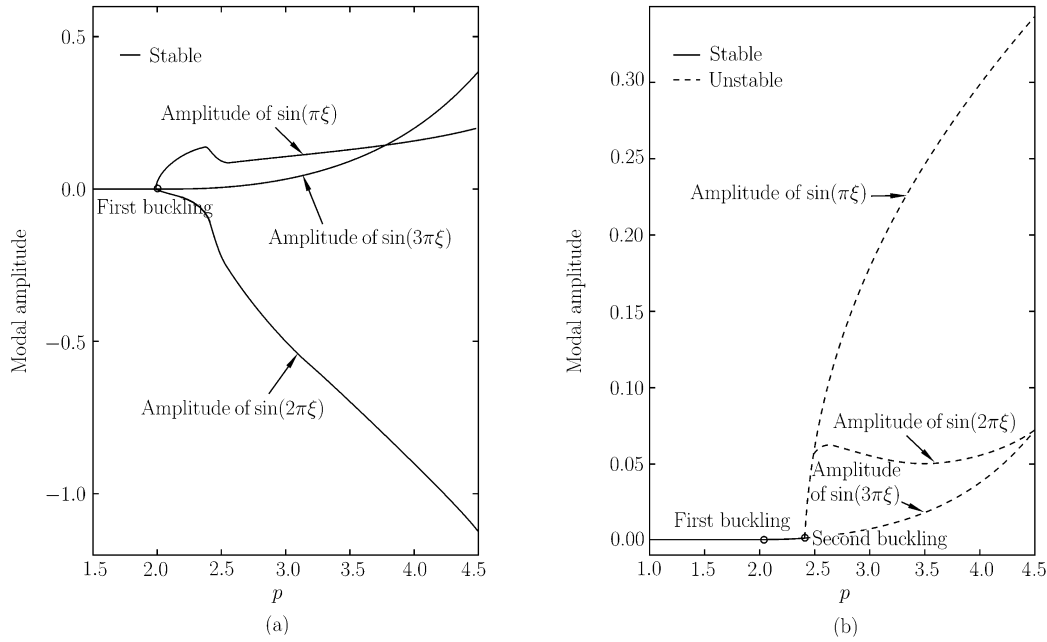 0.5
Stable
Amplitude of sin(πξ)
0.0
First buckling
Amplitude of sin(3πξ)
Modal amplitude
−0.5
Amplitude of sin(2πξ)
−1.0
1.5 2.0 2.5 3.0 3.5 4.0 4.5
p
(a)
Stable
Unstable
0.30
0.25
Amplitude of sin(πξ)
0.20
Modal amplitude
0.15
0.10
Amplitude of sin(2πξ)
0.05
Amplitude
of sin(3πξ)
First buckling
0.00
Second buckling
1.0 1.5 2.0 2.5 3.0 3.5 4.0 4.5
p
(b)